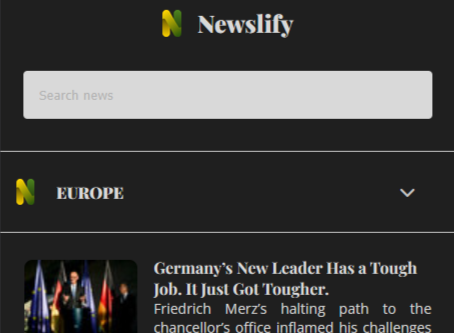 Newslify
Search news
EUROPE
Germany's New Leader Has a Tough
Job. It Just Got Tougher.
Friedrich Merz's halting path to the
chancellor's office inflamed his challenges